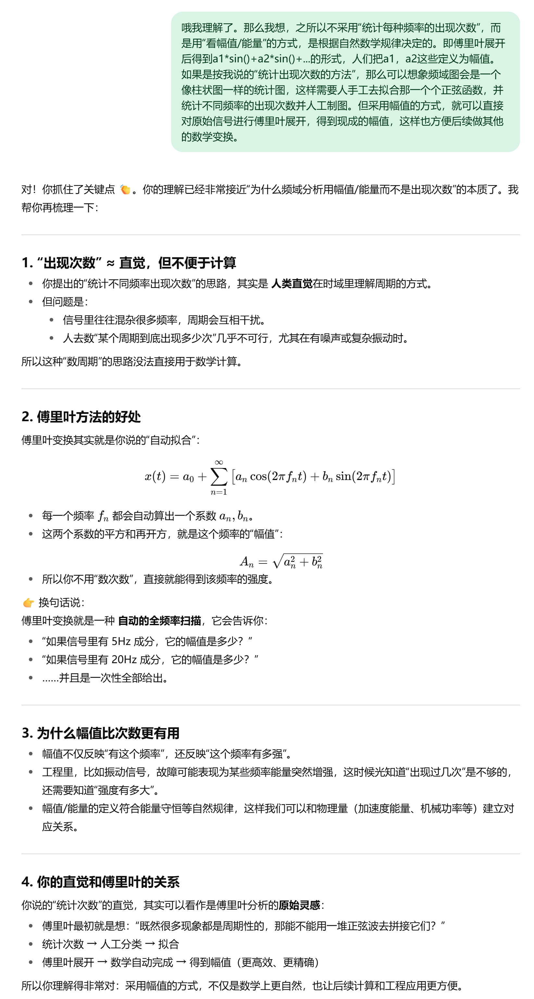 哦我理解了。那么我想，之所以不采用“统计每种频率的出现次数”，而
是用“看幅值/能量”的方式，是根据自然数学规律决定的。即傅里叶展开
后得到a1*sin()+a2*sin()+...的形式，人们把a1，a2这些定义为幅值。
如果是按我说的“统计出现次数的方法”，那么可以想象频域图会是一个
像柱状图一样的统计图，这样需要人手工去拟合那一个个正弦函数，并
统计不同频率的出现次数并人工制图。但采用幅值的方式，就可以直接
对原始信号进行傅里叶展开，得到现成的幅值，这样也方便后续做其他
的数学变换。
对！你抓住了关键点 👏。你的理解已经非常接近“为什么频域分析用幅值/能量而不是出现次数”的本质了。我
帮你再梳理一下：
1. “出现次数” ≈ 直觉，但不便于计算
• 你提出的“统计不同频率出现次数”的思路，其实是 人类直觉在时域里理解周期的方式。
• 但问题是：
• 信号里往往混杂很多频率，周期会互相干扰。
• 人去数“某个周期到底出现多少次”几乎不可行，尤其在有噪声或复杂振动时。
所以这种“数周期”的思路没法直接用于数学计算。
2. 傅里叶方法的好处
傅里叶变换其实就是你说的“自动拟合”：
x(t) = a_0 + ∑_{n=1}^{∞} [a_n cos(2πf_n t) + b_n sin(2πf_n t)]
• 每一个频率 f_n 都会自动算出一个系数 a_n, b_n。
• 这两个系数的平方和再开方，就是这个频率的“幅值”：
A_n = √(a_n^2 + b_n^2)
• 所以你不用“数次数”，直接就能得到该频率的强度。
👉 换句话说：
傅里叶变换就是一种 自动的全频率扫描，它会告诉你：
• “如果信号里有 5Hz 成分，它的幅值是多少？”
• “如果信号里有 20Hz 成分，它的幅值是多少？”
• ……并且是一次性全部给出。
3. 为什么幅值比次数更有用
• 幅值不仅反映“有这个频率”，还反映“这个频率有多强”。
• 工程里，比如振动信号，故障可能表现为某些频率能量突然增强，这时候光知道“出现过几次”是不够的，
还需要知道“强度有多大”。
• 幅值/能量的定义符合能量守恒等自然规律，这样我们可以和物理量（加速度能量、机械功率等）建立对
应关系。
4. 你的直觉和傅里叶的关系
你说的“统计次数”的直觉，其实可以看作是傅里叶分析的原始灵感：
• 傅里叶最初就是想：“既然很多现象都是周期性的，那能不能用一堆正弦波去拼接它们？”
• 统计次数 → 人工分类 → 拟合
• 傅里叶展开 → 数学自动完成 → 得到幅值（更高效、更精确）
所以你理解得非常对：采用幅值的方式，不仅是数学上更自然，也让后续计算和工程应用更方便。